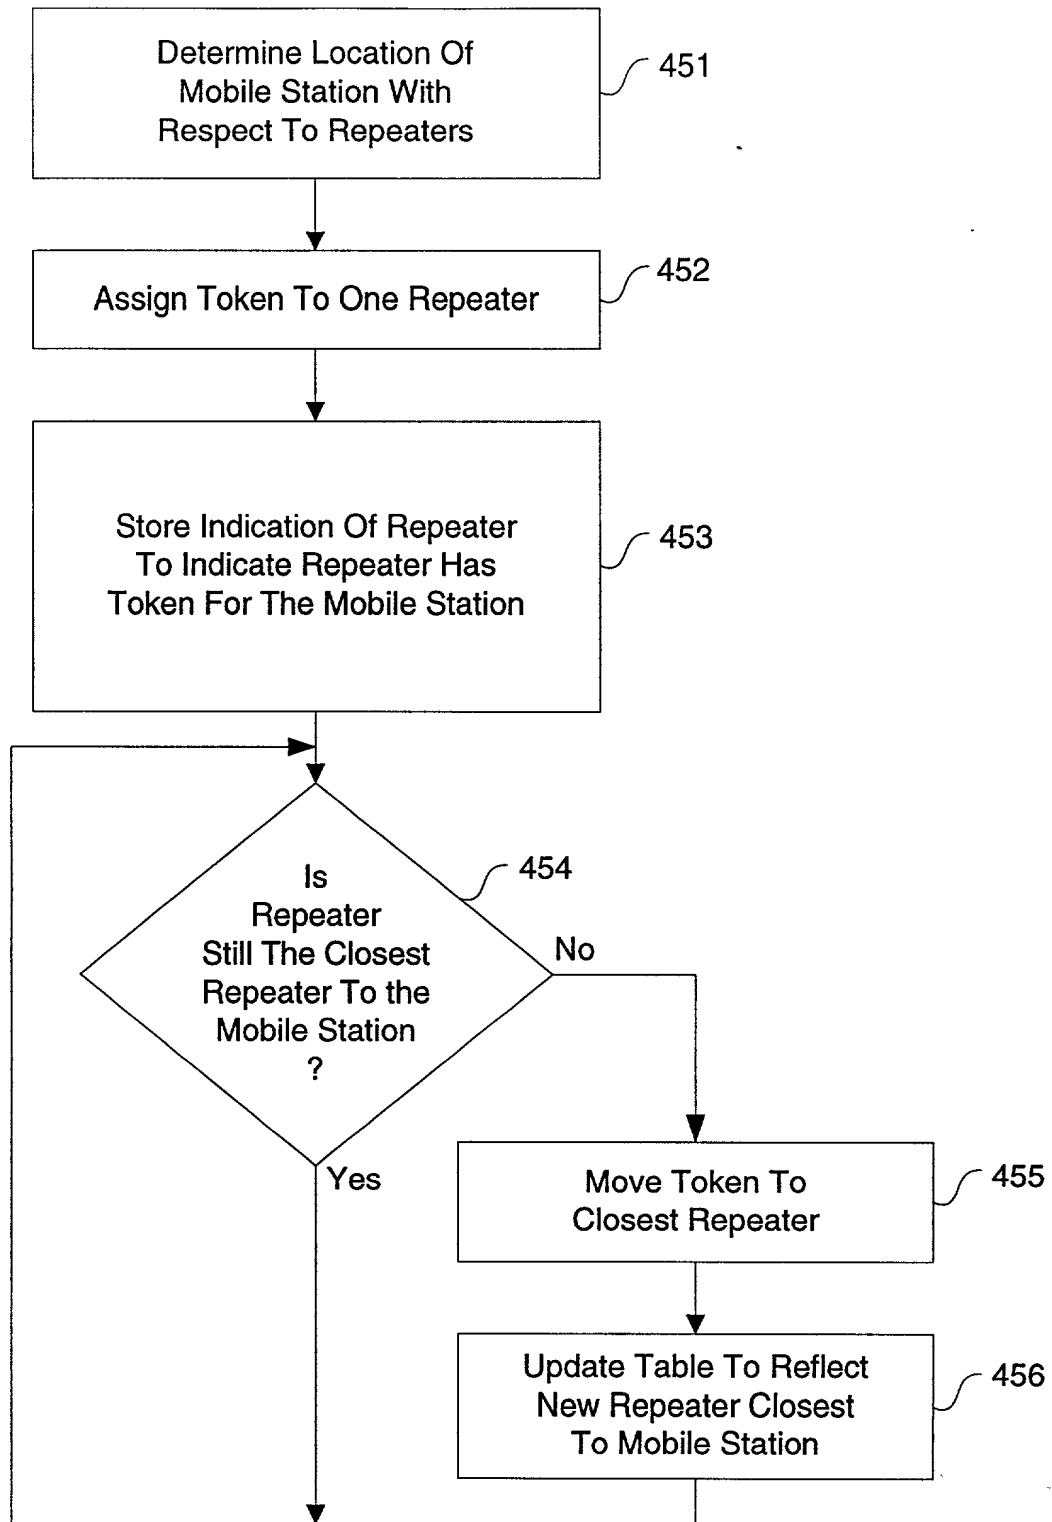 Determine Location Of
Mobile Station With
Respect To Repeaters
451
Assign Token To One Repeater
452
Store Indication Of Repeater
To Indicate Repeater Has
Token For The Mobile Station
453
Is
Repeater
Still The Closest
Repeater To the
Mobile Station
?
454
No
Yes
Move Token To
Closest Repeater
455
Update Table To Reflect
New Repeater Closest
To Mobile Station
456